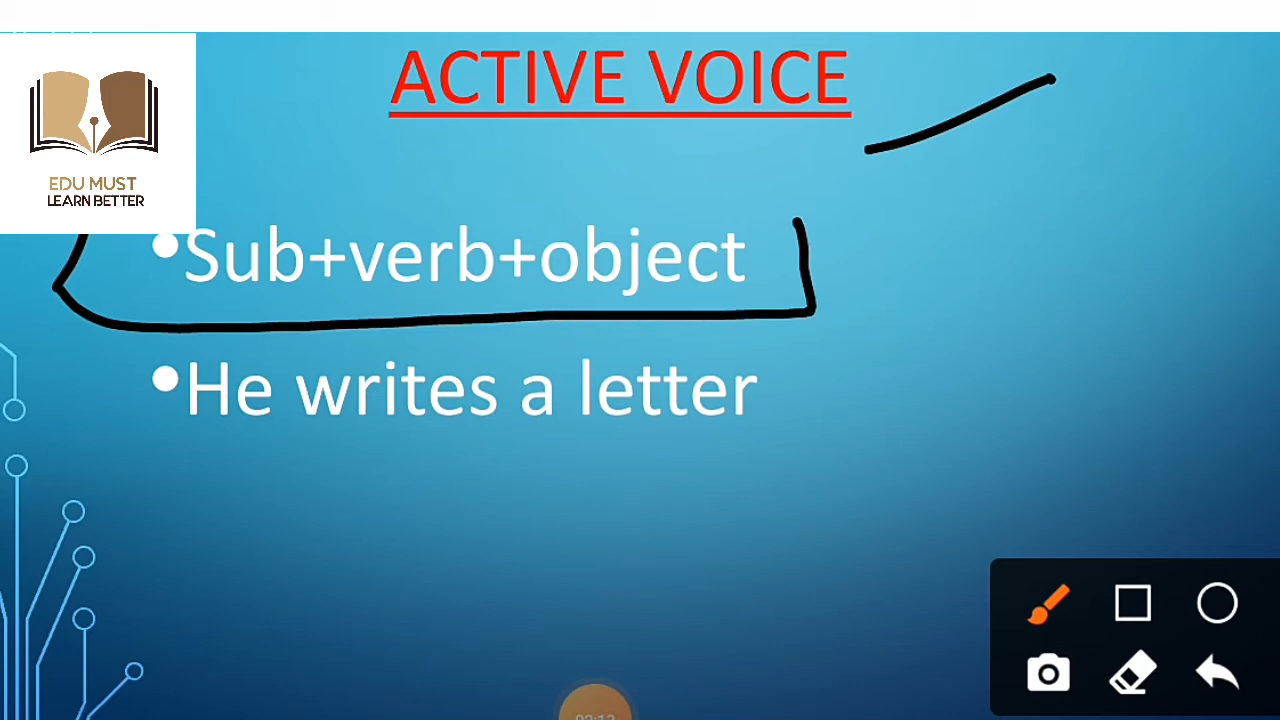 ACTIVE VOICE
EDU MUST
LEARN BETTER
•Sub+verb+object
•He writes a letter